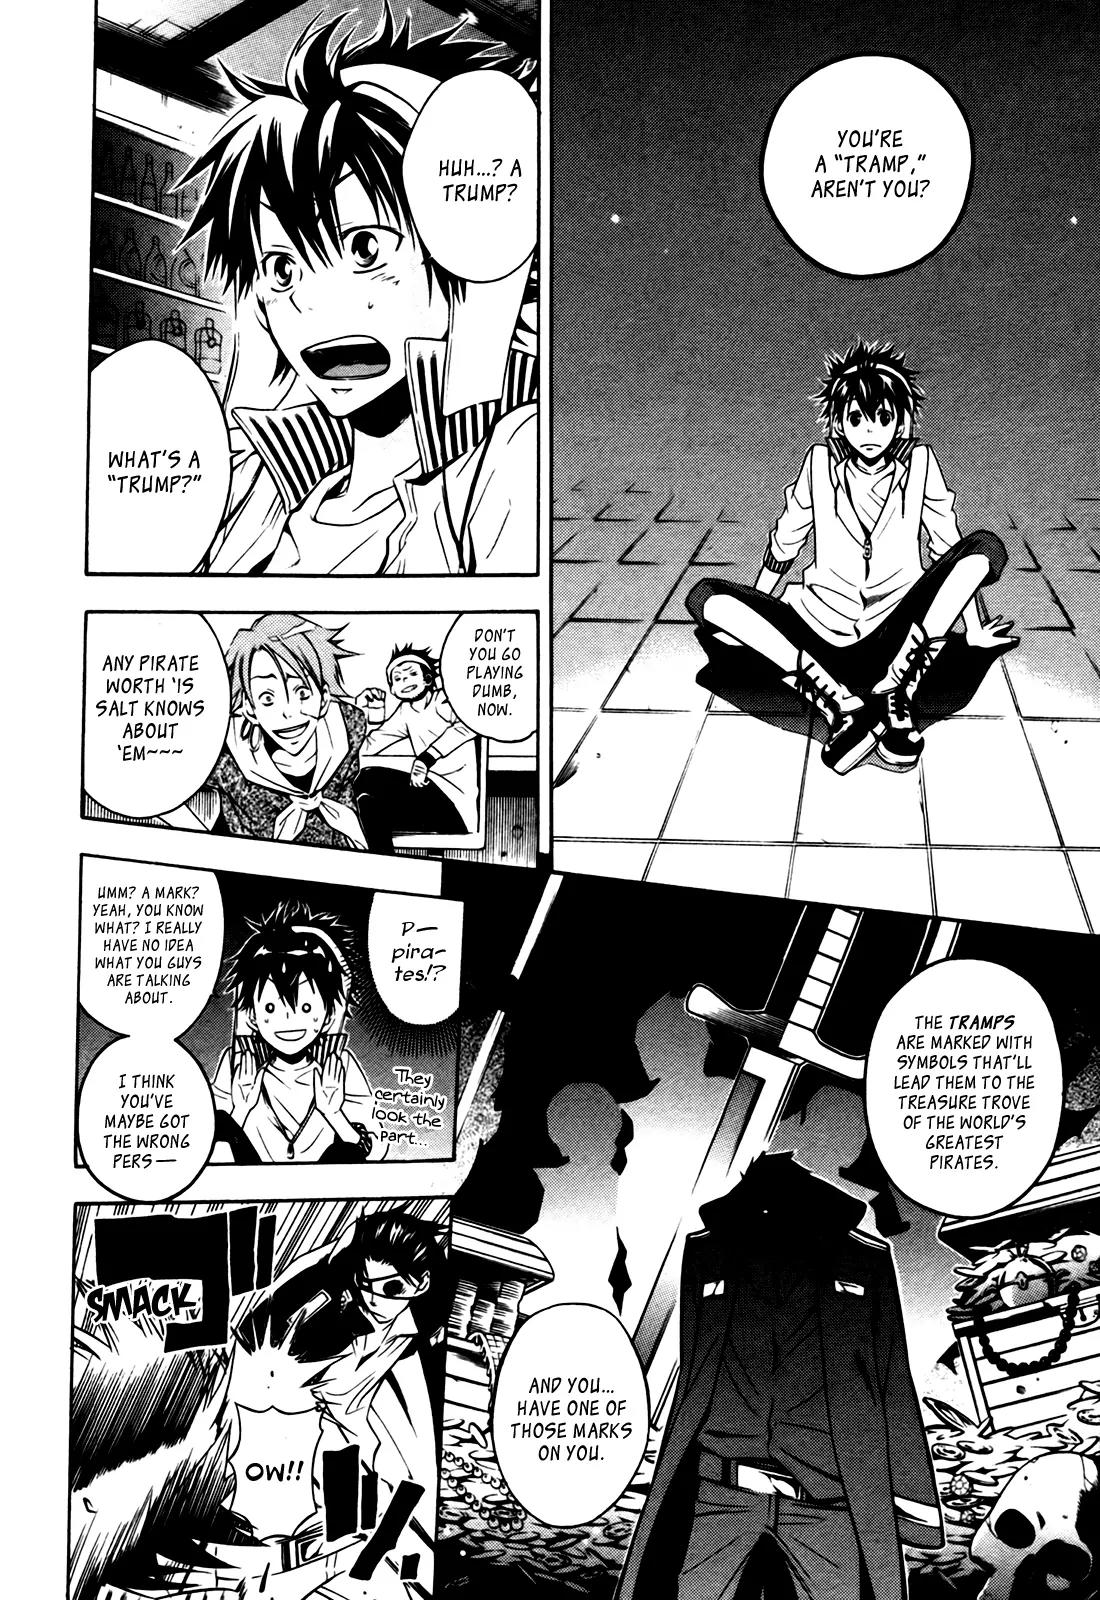 YOU'RE
A "TRAMP,"
AREN'T YOU?
HUH...? A
TRUMP?
WHAT'S A
"TRUMP?"
DON'T
YOU GO
PLAYING
DUMB,
NOW.
ANY PIRATE
WORTH 'IS
SALT KNOWS
ABOUT
'EM~~~
THE TRAMPS
ARE MARKED WITH
SYMBOLS THAT'LL
LEAD THEM TO THE
TREASURE TROVE
OF THE WORLD'S
GREATEST
PIRATES.
AND YOU...
HAVE ONE OF
THOSE MARKS
ON YOU.
P—
pira-
tes!?
They
certainly
look the
part...
UMM? A MARK?
YEAH, YOU KNOW
WHAT? I REALLY
HAVE NO IDEA
WHAT YOU GUYS
ARE TALKING
ABOUT.
I THINK
YOU'VE
MAYBE GOT
THE WRONG
PERS—
SMACK
OW!!